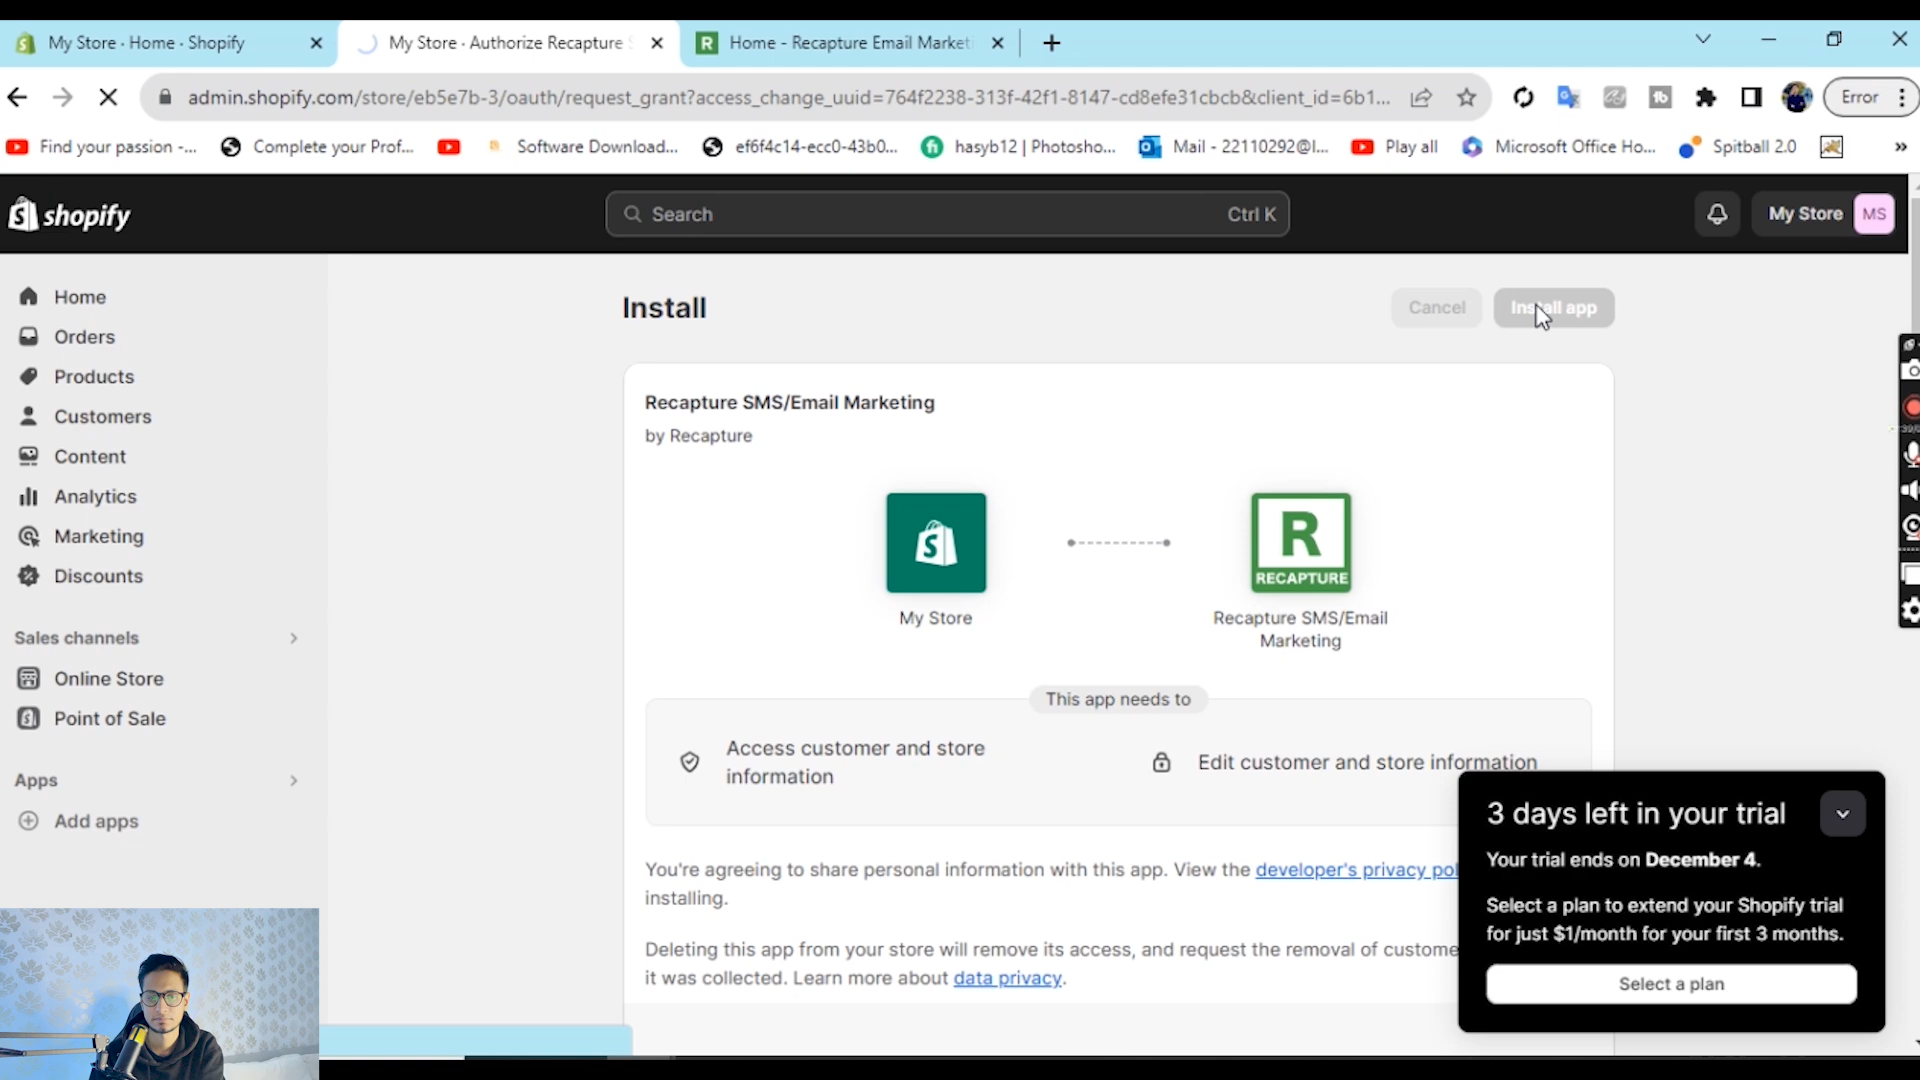 My Store · Home · Shopify
My Store · Authorize Recapture
Home - Recapture Email Market
admin.shopify.com/store/eb5e7b-3/oauth/request_grant?access_change_uuid=764f2238-313f-42f1-8147-cd8efe31cbcb&client_id=6b1...
Error
Find your passion -...
Complete your Prof...
Software Download...
ef6f4c14-ecc0-43b0...
hasyb12 | Photosho...
Mail - 22110292@l...
Play all
Microsoft Office Ho...
Spitball 2.0
»
shopify
Search
Ctrl K
My Store
MS
Home
Orders
Products
Customers
Content
Analytics
Marketing
Discounts
Sales channels
Online Store
Point of Sale
Apps
Add apps
Install
Cancel
Install app
Recapture SMS/Email Marketing
by Recapture
R
RECAPTURE
My Store
Recapture SMS/Email
Marketing
This app needs to
Access customer and store
information
Edit customer and store information
You're agreeing to share personal information with this app. View the developer's privacy pol
installing.
Deleting this app from your store will remove its access, and request the removal of custome
it was collected. Learn more about data privacy.
3 days left in your trial
Your trial ends on December 4.
Select a plan to extend your Shopify trial
for just $1/month for your first 3 months.
Select a plan